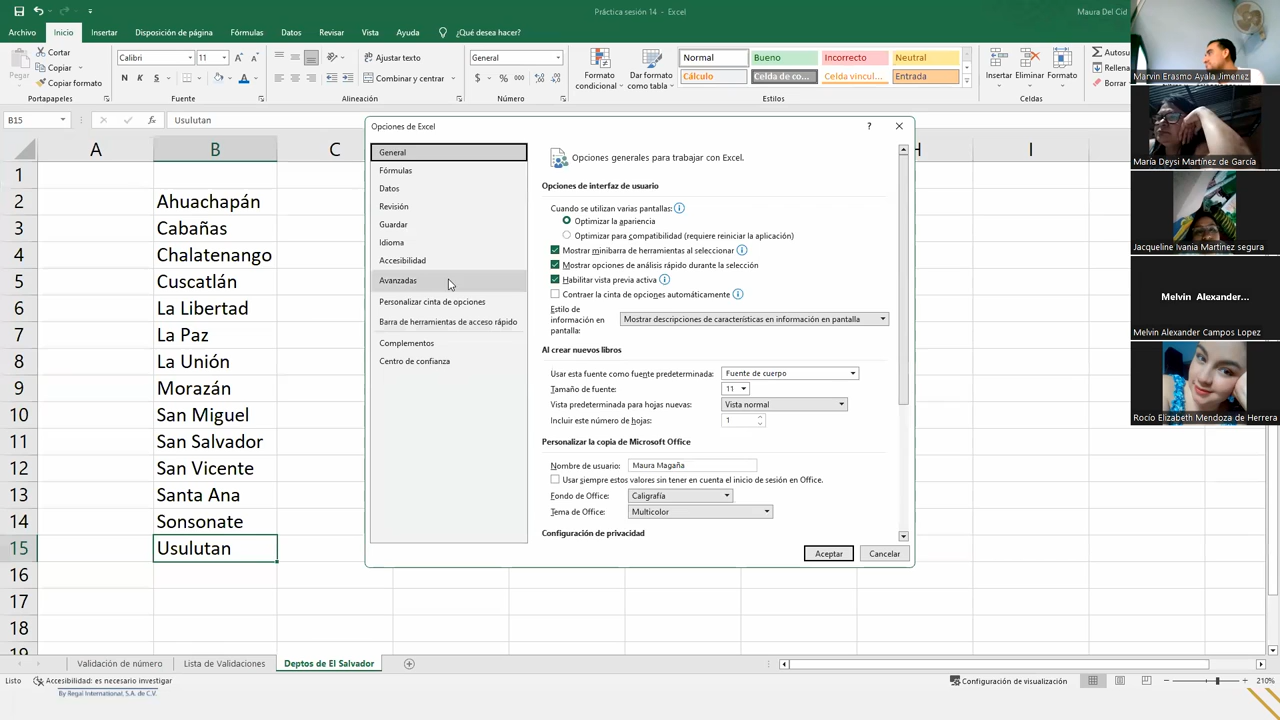 Práctica sesión 14 - Excel
Maura Del Cid
Archivo Inicio Insertar Disposición de página Fórmulas Datos Revisar Vista Ayuda ¿Qué desea hacer?
Cortar
Copiar
Copiar formato
Pegar
Portapapeles
Calibri 11
N K S
Fuente
Ajustar texto
Combinar y centrar
Alineación
General
$ % 000
Número
Formato condicional
Dar formato como tabla
Normal Bueno Incorrecto Neutral
Cálculo Celda de co... Celda vincul... Entrada
Estilos
Insertar Eliminar Formato
Celdas
Autosu
Rellena
Borrar
B15
fx Usulutan
A B C H I
1
2 Ahuachapán
3 Cabañas
4 Chalatenango
5 Cuscatlán
6 La Libertad
7 La Paz
8 La Unión
9 Morazán
10 San Miguel
11 San Salvador
12 San Vicente
13 Santa Ana
14 Sonsonate
15 Usulutan
16
17
18
19
Opciones de Excel
General
Fórmulas
Datos
Revisión
Guardar
Idioma
Accesibilidad
Avanzadas
Personalizar cinta de opciones
Barra de herramientas de acceso rápido
Complementos
Centro de confianza
Opciones generales para trabajar con Excel.
Opciones de interfaz de usuario
Cuando se utilizan varias pantallas:
Optimizar la apariencia
Optimizar para compatibilidad (requiere reiniciar la aplicación)
Mostrar minibarra de herramientas al seleccionar
Mostrar opciones de análisis rápido durante la selección
Habilitar vista previa activa
Contraer la cinta de opciones automáticamente
Estilo de información en pantalla: Mostrar descripciones de características en información en pantalla
Al crear nuevos libros
Usar esta fuente como fuente predeterminada: Fuente de cuerpo
Tamaño de fuente: 11
Vista predeterminada para hojas nuevas: Vista normal
Incluir este número de hojas: 1
Personalizar la copia de Microsoft Office
Nombre de usuario: Maura Magaña
Usar siempre estos valores sin tener en cuenta el inicio de sesión en Office.
Fondo de Office: Caligrafía
Tema de Office: Multicolor
Configuración de privacidad
Aceptar Cancelar
Marvin Erasmo Ayala Jimenez
María Deysi Martínez de García
Jacqueline Ivania Martinez segura
Melvin Alexander...
Melvin Alexander Campos Lopez
Rocío Elizabeth Mendoza de Herrera
Validación de número Lista de Validaciones Deptos de El Salvador
Listo Accesibilidad: es necesario investigar Configuración de visualización 210%
By Regal International, S.A. de C.V.